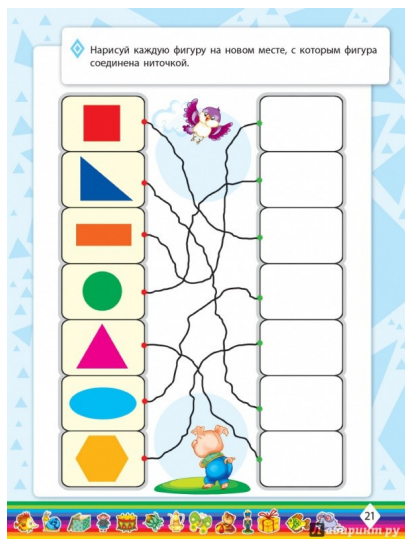 Нарисуй каждую фигуру на новом месте, с которым фигура
соединена ниточкой.
21
Лабиринт.ру